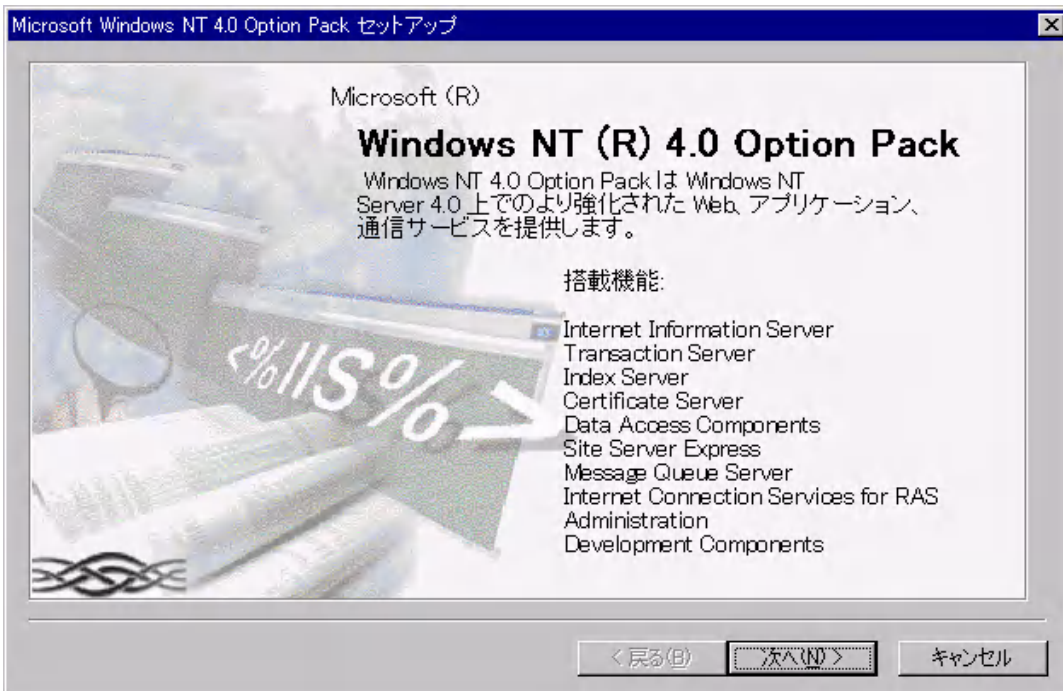 Microsoft Windows NT 4.0 Option Pack セットアップ
Microsoft (R)
Windows NT (R) 4.0 Option Pack
Windows NT 4.0 Option Pack は Windows NT
Server 4.0 上でのより強化された Web、アプリケーション、
通信サービスを提供します。
搭載機能:
Internet Information Server
Transaction Server
Index Server
Certificate Server
Data Access Components
Site Server Express
Message Queue Server
Internet Connection Services for RAS
Administration
Development Components
<%IIS%>
< 戻る(B)
次へ(N) >
キャンセル